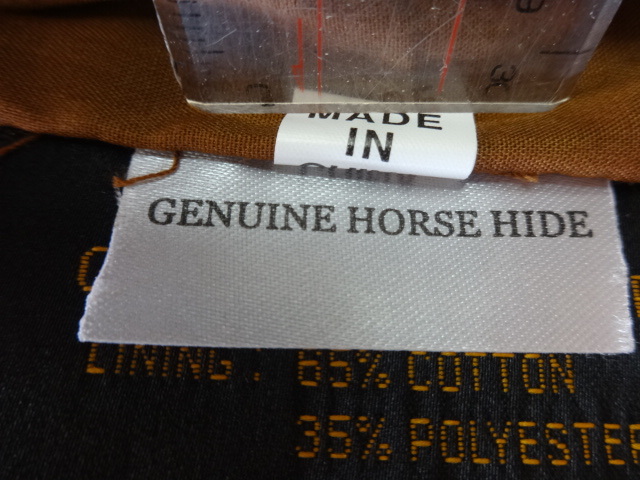 MADE
IN
GENUINE HORSE HIDE
LINING : 65% COTTON
35% POLYESTER